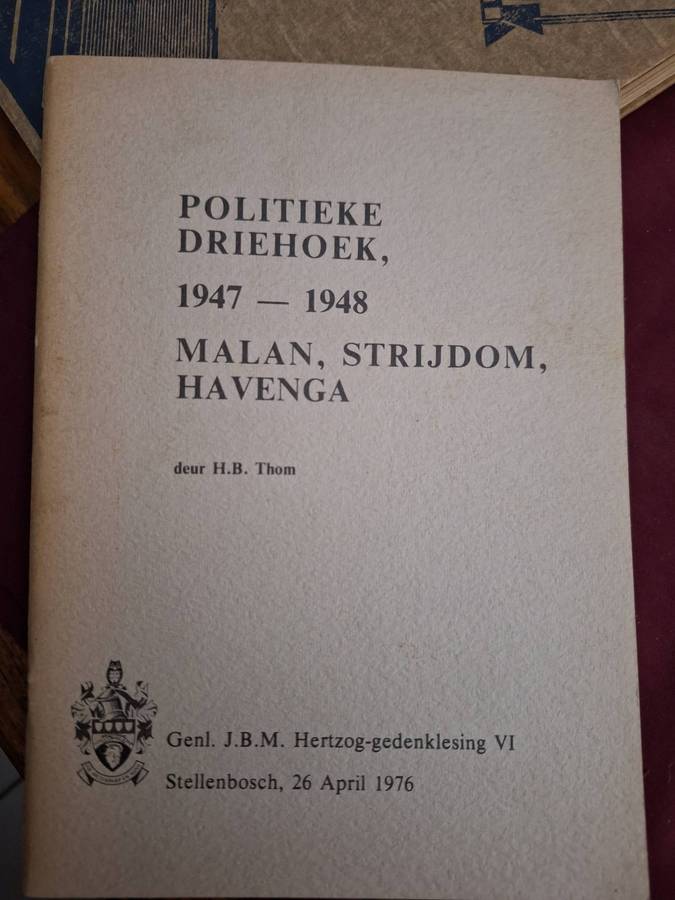 POLITIEKE
DRIEHOEK,
1947 — 1948
MALAN, STRIJDOM,
HAVENGA
deur H.B. Thom
Genl. J.B.M. Hertzog-gedenklesing VI
Stellenbosch, 26 April 1976